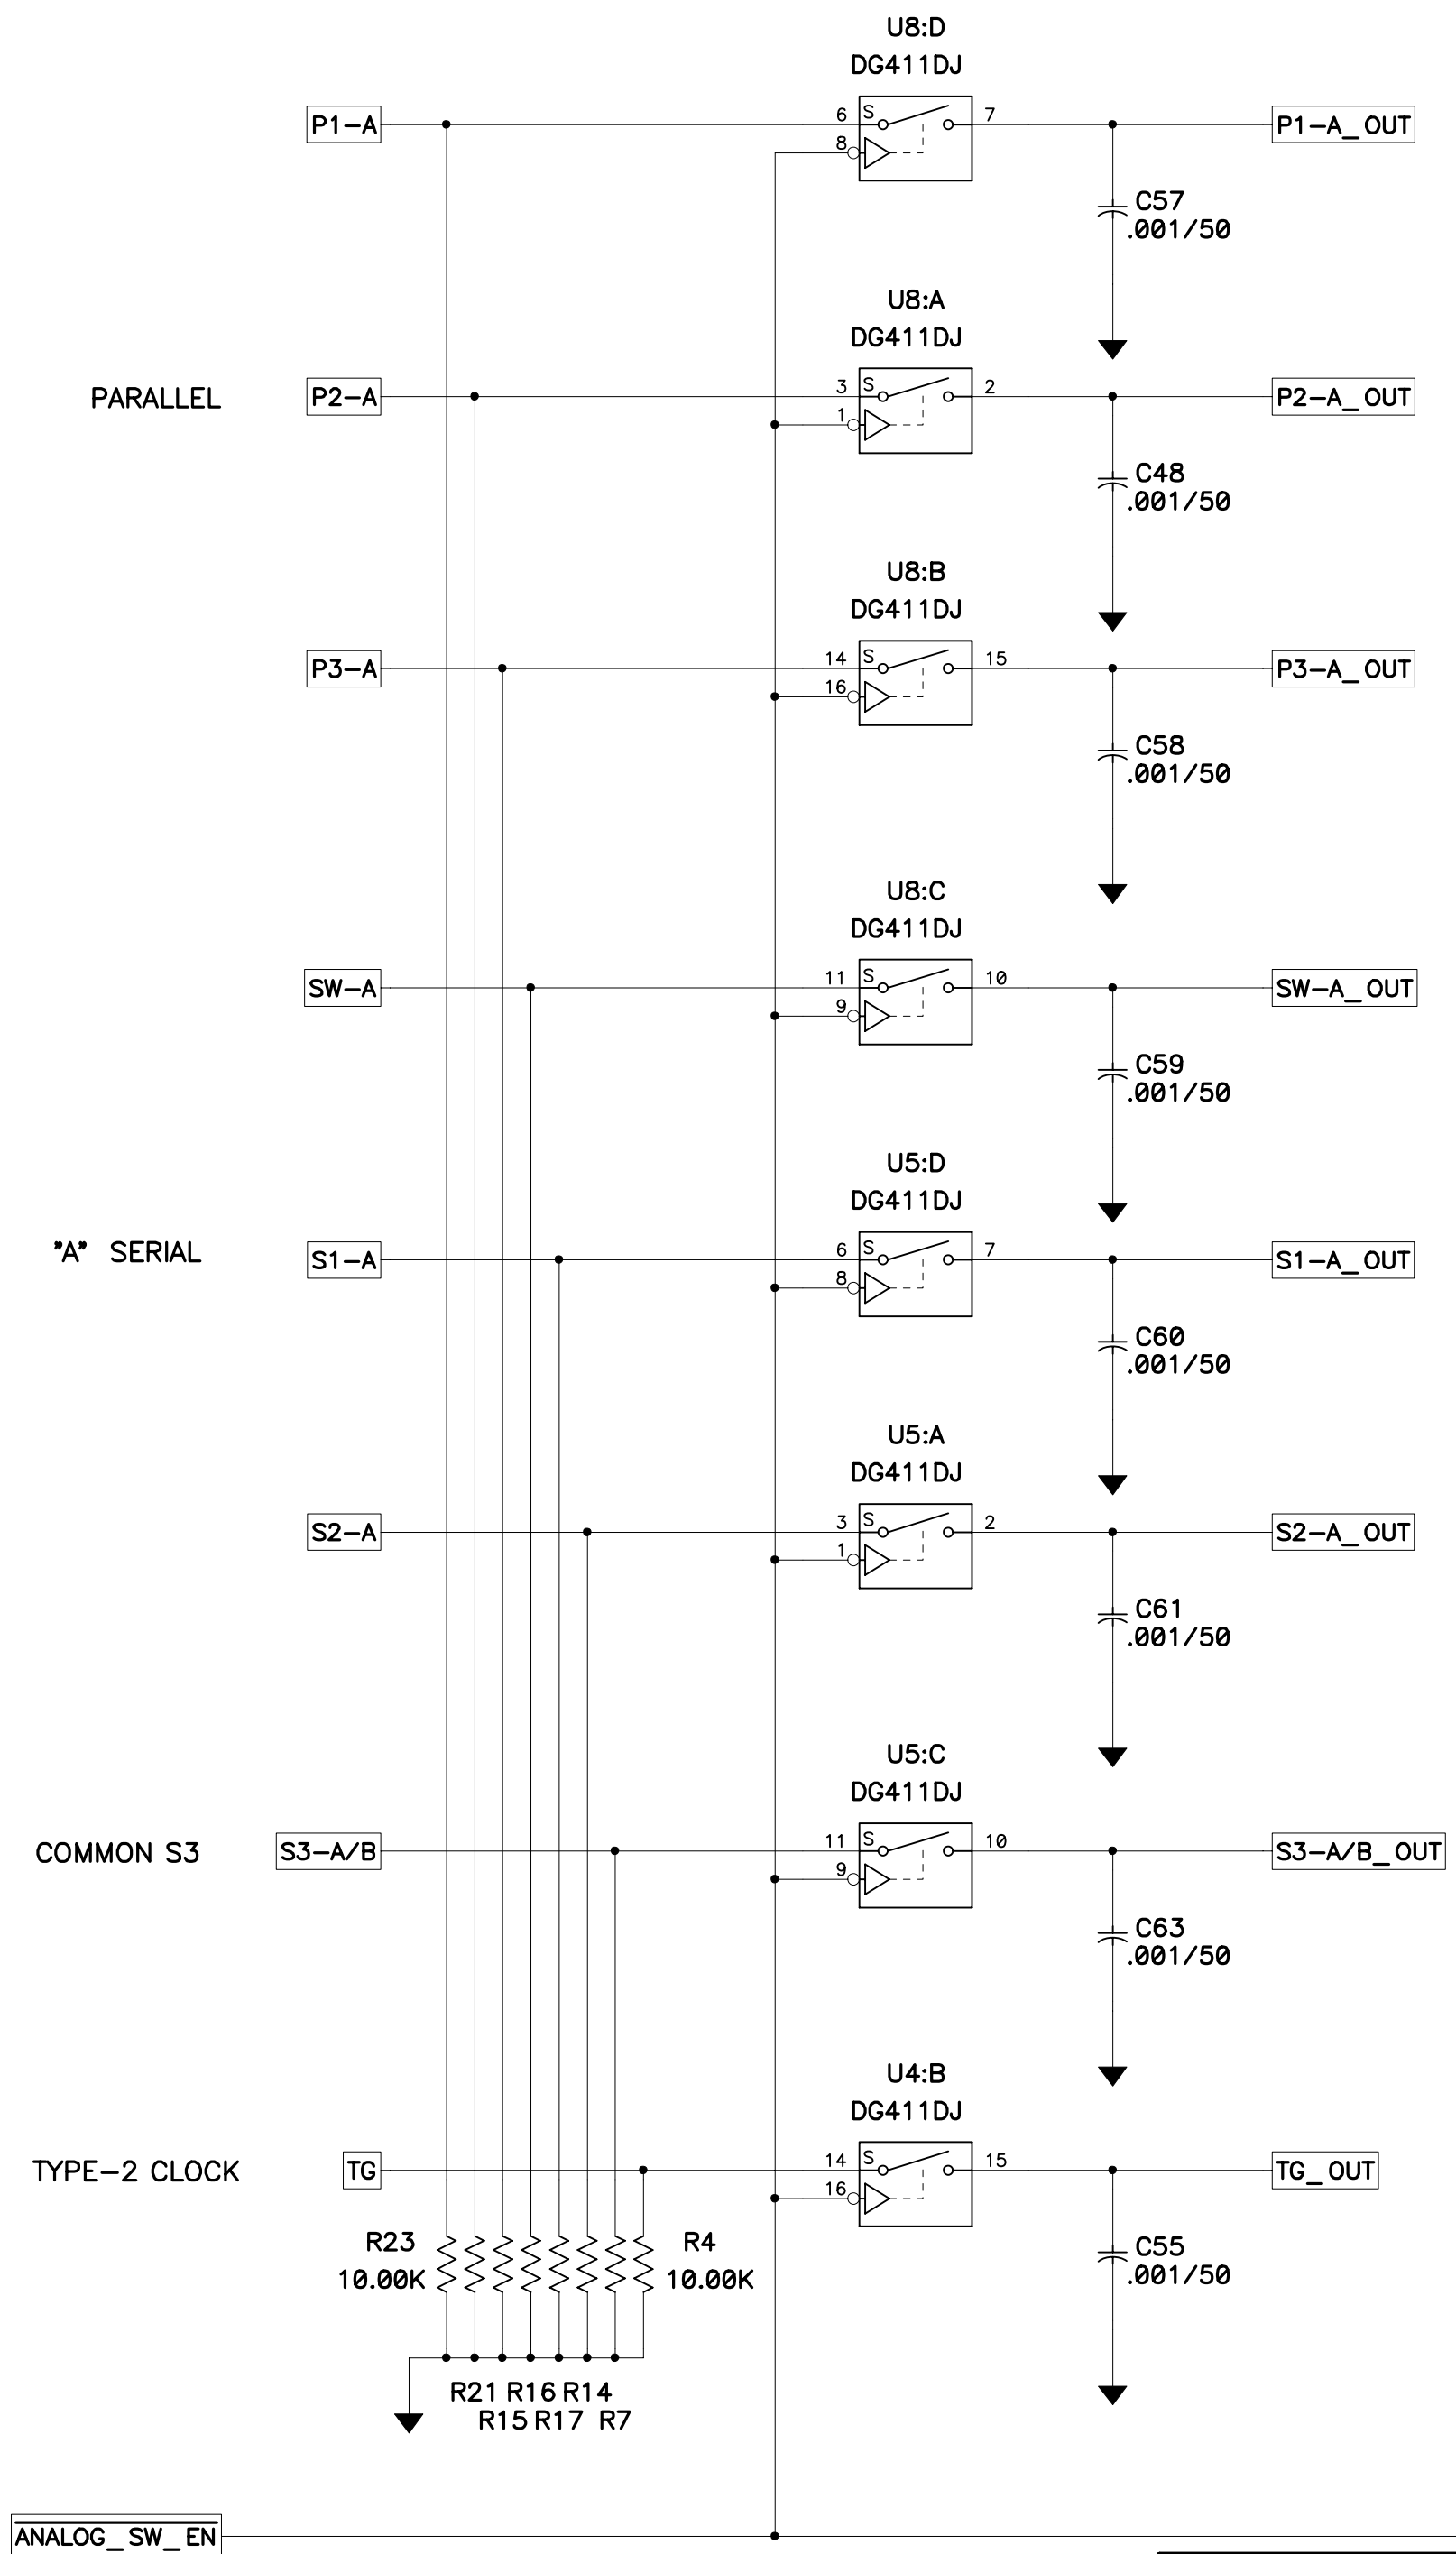 U8:D
DG411DJ
P1-A
6
S
7
8
P1-A_OUT
C57
.001/50
U8:A
DG411DJ
PARALLEL
P2-A
3
S
2
1
P2-A_OUT
C48
.001/50
U8:B
DG411DJ
P3-A
14
S
15
16
P3-A_OUT
C58
.001/50
U8:C
DG411DJ
SW-A
11
S
10
9
SW-A_OUT
C59
.001/50
U5:D
DG411DJ
"A" SERIAL
S1-A
6
S
7
8
S1-A_OUT
C60
.001/50
U5:A
DG411DJ
S2-A
3
S
2
1
S2-A_OUT
C61
.001/50
U5:C
DG411DJ
COMMON S3
S3-A/B
11
S
10
9
S3-A/B_OUT
C63
.001/50
U4:B
DG411DJ
TYPE-2 CLOCK
TG
14
S
15
16
TG_OUT
R23
10.00K
R4
10.00K
C55
.001/50
R21 R16 R14
R15 R17 R7
ANALOG_SW_EN